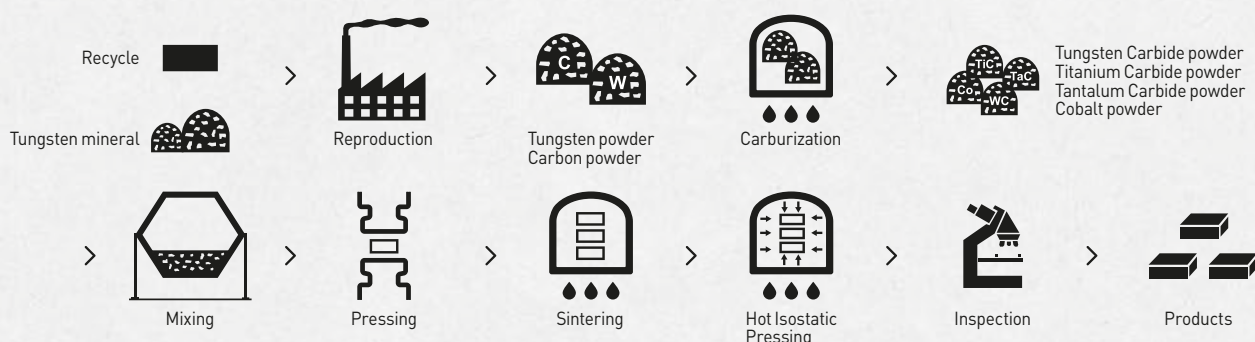 Recycle
Tungsten mineral
Reproduction
C
W
Tungsten powder
Carbon powder
Carburization
TiC
TaC
Co
WC
Tungsten Carbide powder
Titanium Carbide powder
Tantalum Carbide powder
Cobalt powder
Mixing
Pressing
Sintering
Hot Isostatic
Pressing
Inspection
Products